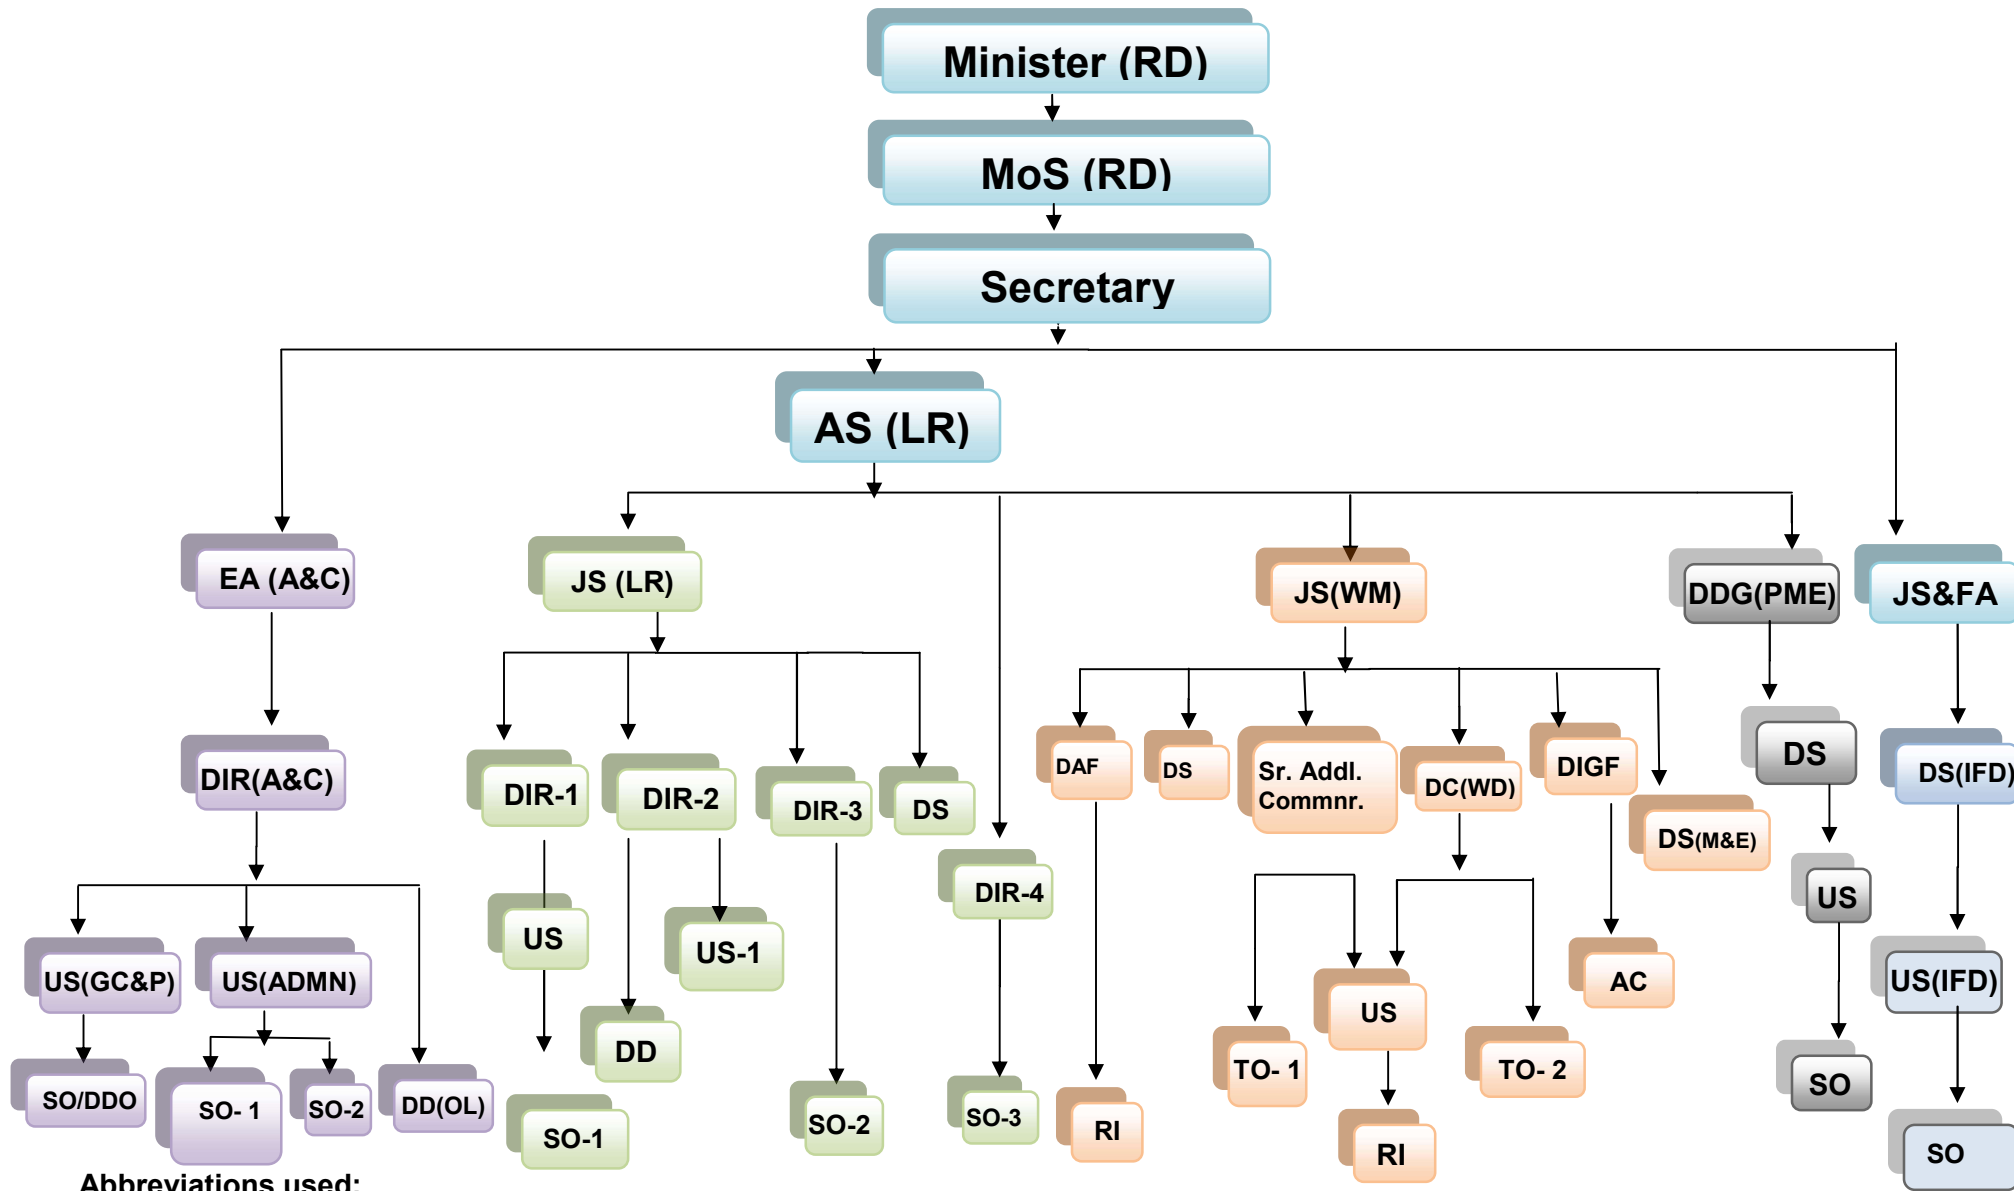 Minister (RD)
MoS (RD)
Secretary
AS (LR)
EA (A&C)
JS (LR)
JS(WM)
DDG(PME)
JS&FA
DIR(A&C)
DIR-1
DIR-2
DIR-3
DS
DIR-4
DAF
DS
Sr. Addl.
Commnr.
DC(WD)
DIGF
DS(M&E)
DS
DS(IFD)
US(GC&P)
US(ADMN)
US
US-1
US
AC
US
US(IFD)
SO/DDO
SO- 1
SO-2
DD(OL)
DD
SO-1
SO-2
SO-3
RI
TO- 1
TO- 2
RI
SO
SO
Abbreviations used: